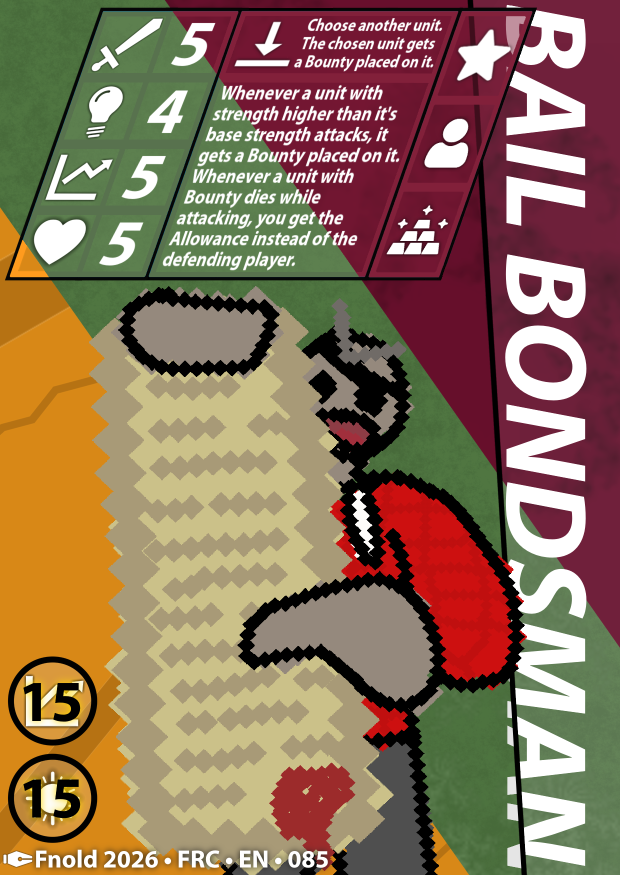 5
4
5
5
Choose another unit.
The chosen unit gets
a Bounty placed on it.
Whenever a unit with
strength higher than it's
base strength attacks, it
gets a Bounty placed on it.
Whenever a unit with
Bounty dies while
attacking, you get the
Allowance instead of the
defending player.
BAIL BONDSMAN
15
15
Fnold 2026 • FRC • EN • 085